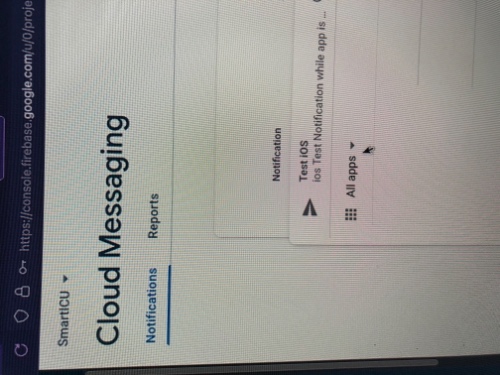 https://console.firebase.google.com/u/0/proje
SmartICU
Cloud Messaging
Notifications Reports
Notification
Test iOS
ios Test Notification while app is ...
All apps